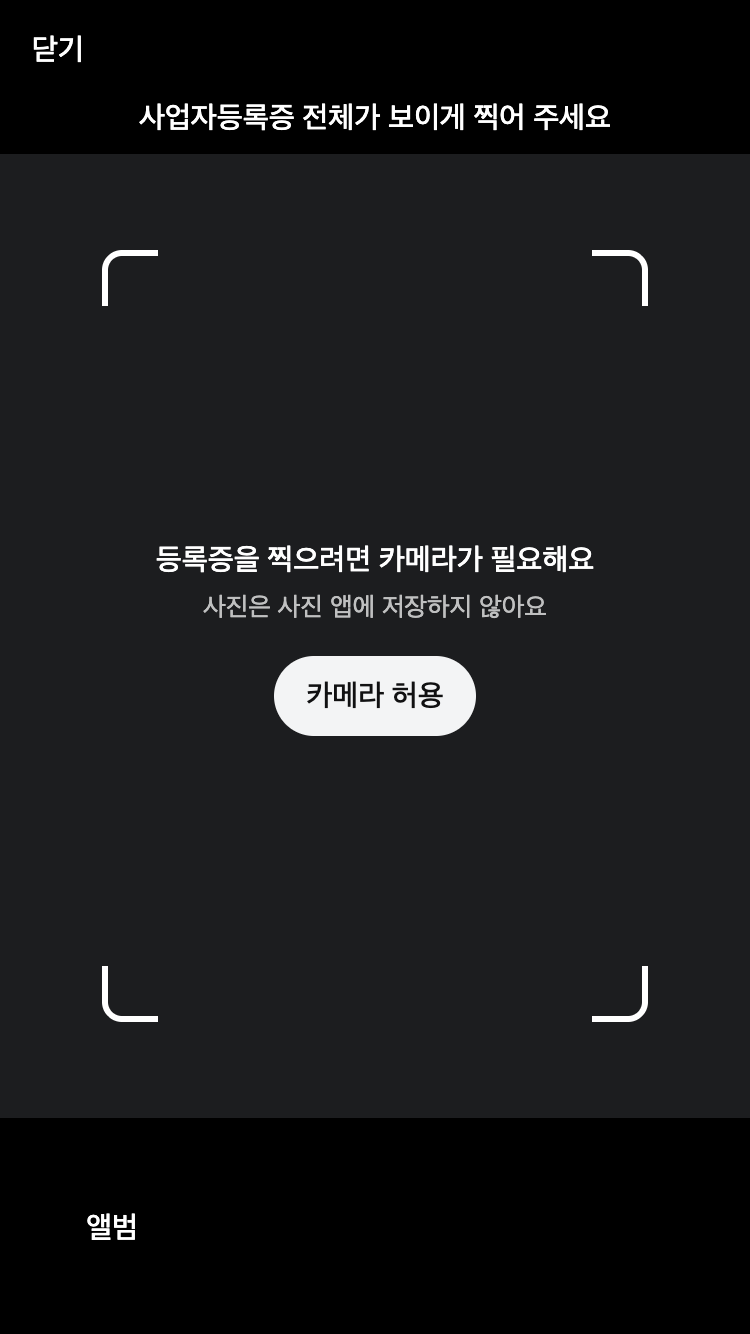 닫기
사업자등록증 전체가 보이게 찍어 주세요
등록증을 찍으려면 카메라가 필요해요
사진은 사진 앱에 저장하지 않아요
카메라 허용
앨범